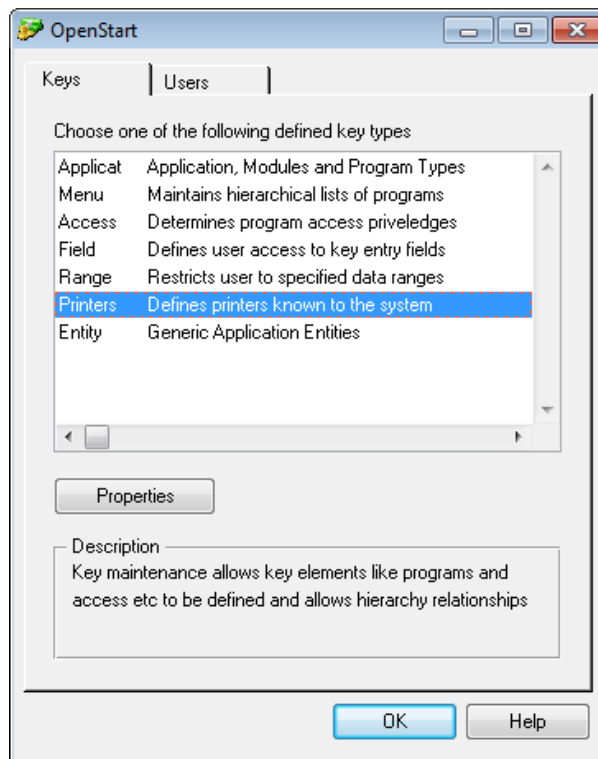 OpenStart
Keys Users
Choose one of the following defined key types
Applicat Application, Modules and Program Types
Menu Maintains hierarchical lists of programs
Access Determines program access priveledges
Field Defines user access to key entry fields
Range Restricts user to specified data ranges
Printers Defines printers known to the system
Entity Generic Application Entities
Properties
Description
Key maintenance allows key elements like programs and
access etc to be defined and allows hierarchy relationships
OK Help